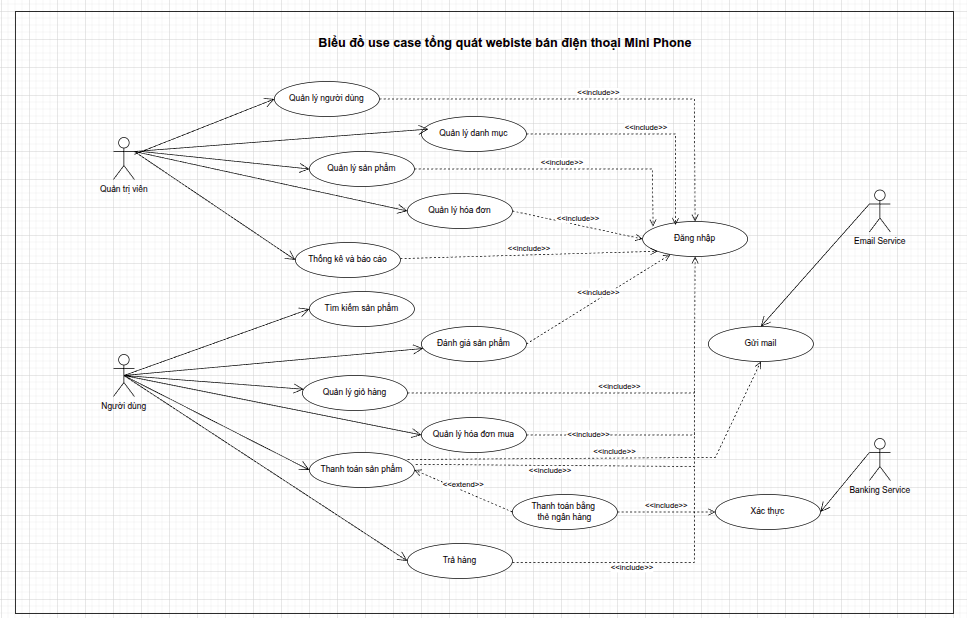 Biểu đồ use case tổng quát webiste bán điện thoại Mini Phone
Quản lý người dùng
<<include>>
Quản lý danh mục
<<include>>
Quản lý sản phẩm
<<include>>
Quản trị viên
Quản lý hóa đơn
<<include>>
Đăng nhập
Email Service
Thống kê và báo cáo
<<include>>
<<include>>
Tìm kiếm sản phẩm
Đánh giá sản phẩm
Gửi mail
Người dùng
Quản lý giỏ hàng
<<include>>
Quản lý hóa đơn mua
<<include>>
<<include>>
Thanh toán sản phẩm
<<include>>
<<extend>>
Banking Service
Thanh toán bằng
thẻ ngân hàng
<<include>>
Xác thực
Trả hàng
<<include>>